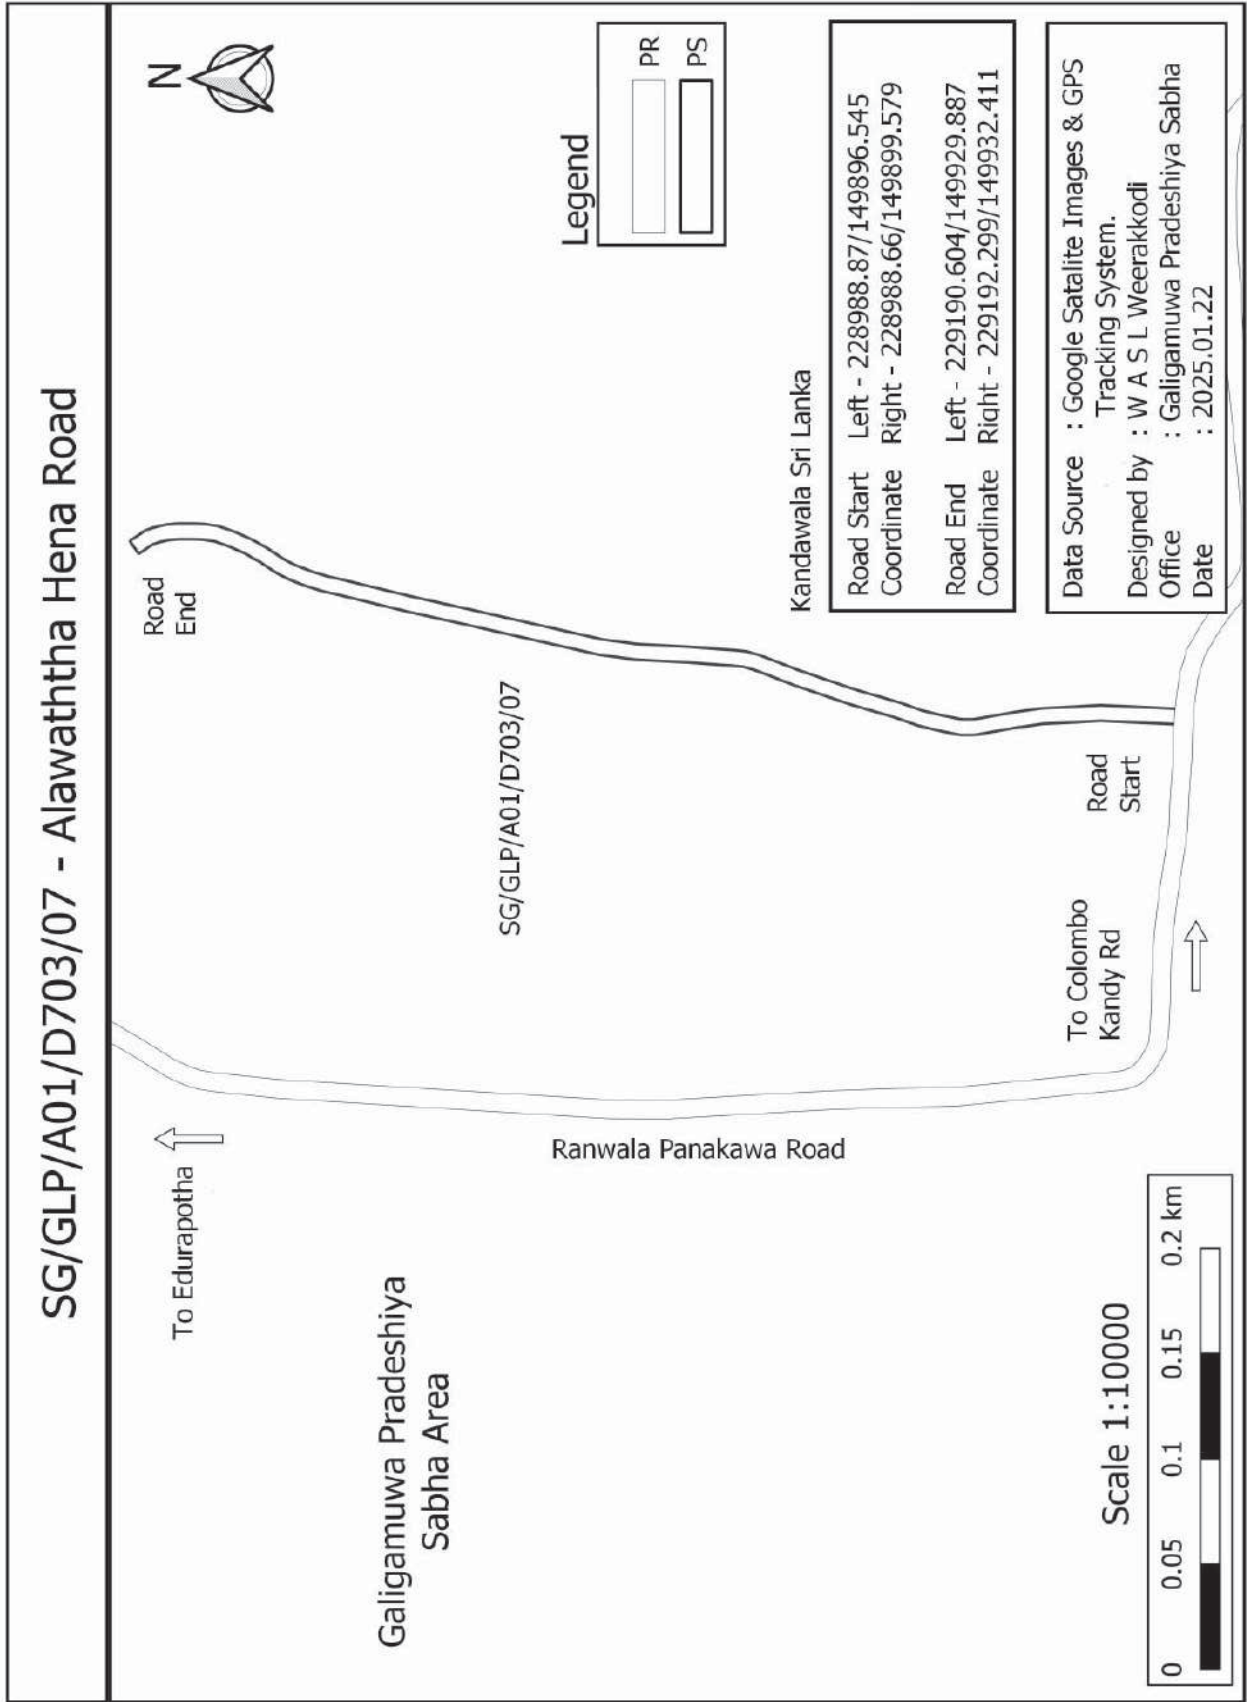 SG/GLP/A01/D703/07 - Alawaththa Hena Road
N
To Edurapotha
Road
End
Galigamuwa Pradeshiya
Sabha Area
SG/GLP/A01/D703/07
Ranwala Panakawa Road
Legend
PR
PS
Kandawala Sri Lanka
Road Start Left - 228988.87/149896.545
Coordinate Right - 228988.66/149899.579
Road End Left - 229190.604/149929.887
Coordinate Right - 229192.299/149932.411
To Colombo
Kandy Rd
Road
Start
Data Source : Google Satalite Images & GPS
Tracking System.
Designed by : W A S L Weerakkodi
Office : Galigamuwa Pradeshiya Sabha
Date : 2025.01.22
Scale 1:10000
0 0.05 0.1 0.15 0.2 km